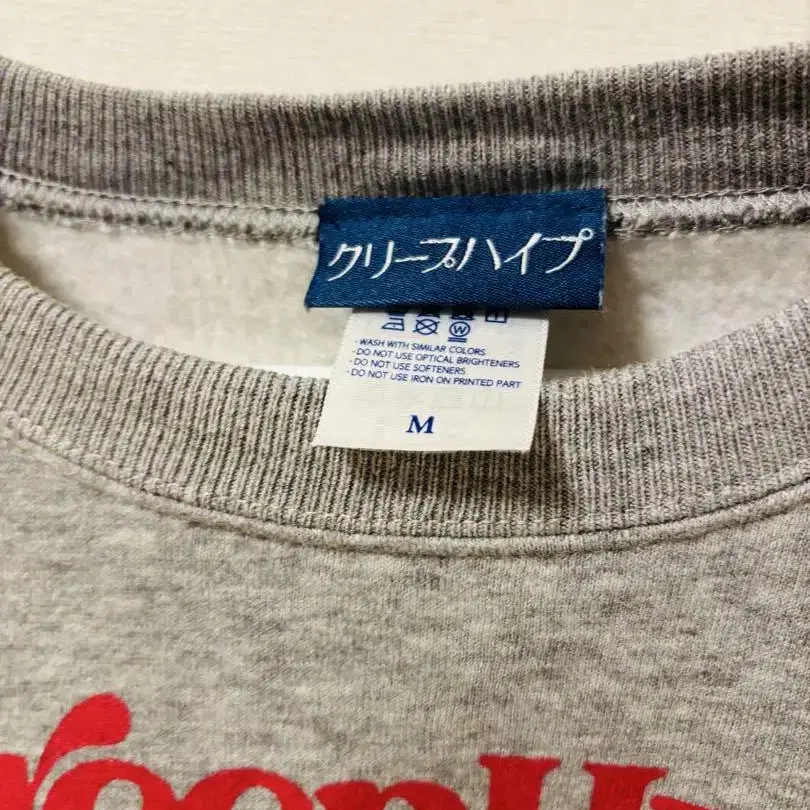 クリープハイプ
· WASH WITH SIMILAR COLORS
· DO NOT USE OPTICAL BRIGHTENERS
· DO NOT USE SOFTENERS
· DO NOT USE IRON ON PRINTED PART
M